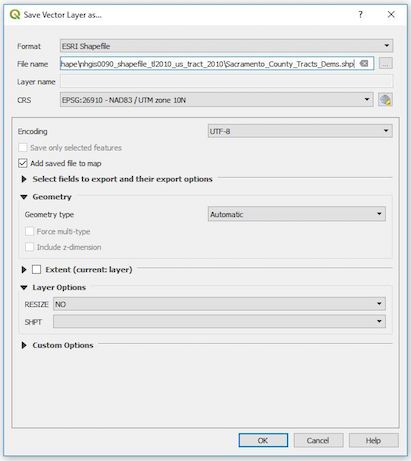 Save Vector Layer as...
Format ESRI Shapefile
File name hape\nhgis0090_shapefile_tl2010_us_tract_2010\Sacramento_County_Tracts_Dems.shp ...
Layer name
CRS EPSG:26910 - NAD83 / UTM zone 10N
Encoding UTF-8
Save only selected features
Add saved file to map
Select fields to export and their export options
Geometry
Geometry type Automatic
Force multi-type
Include z-dimension
Extent (current: layer)
Layer Options
RESIZE NO
SHPT
Custom Options
OK Cancel Help